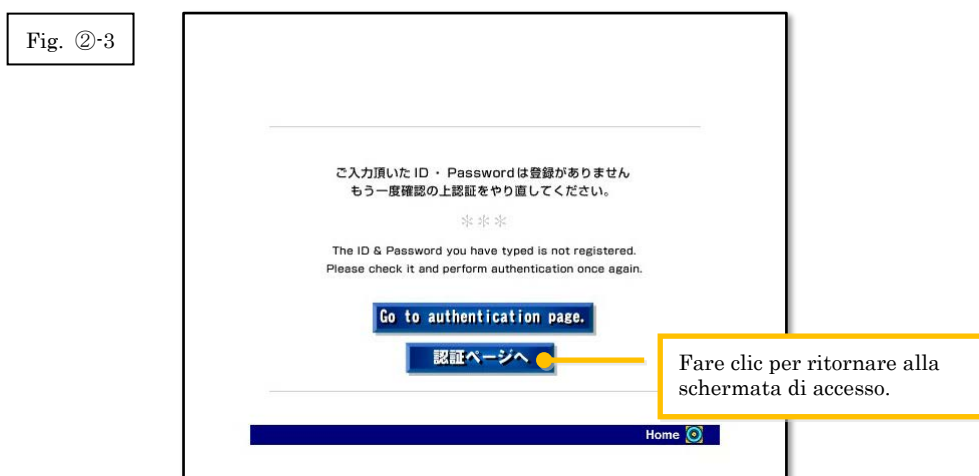 Fig. ②-3
ご入力頂いた ID ・ Passwordは登録がありません
もう一度確認の上認証をやり直してください。
＊＊＊
The ID & Password you have typed is not registered.
Please check it and perform authentication once again.
Go to authentication page.
認証ページへ
Fare clic per ritornare alla
schermata di accesso.
Home